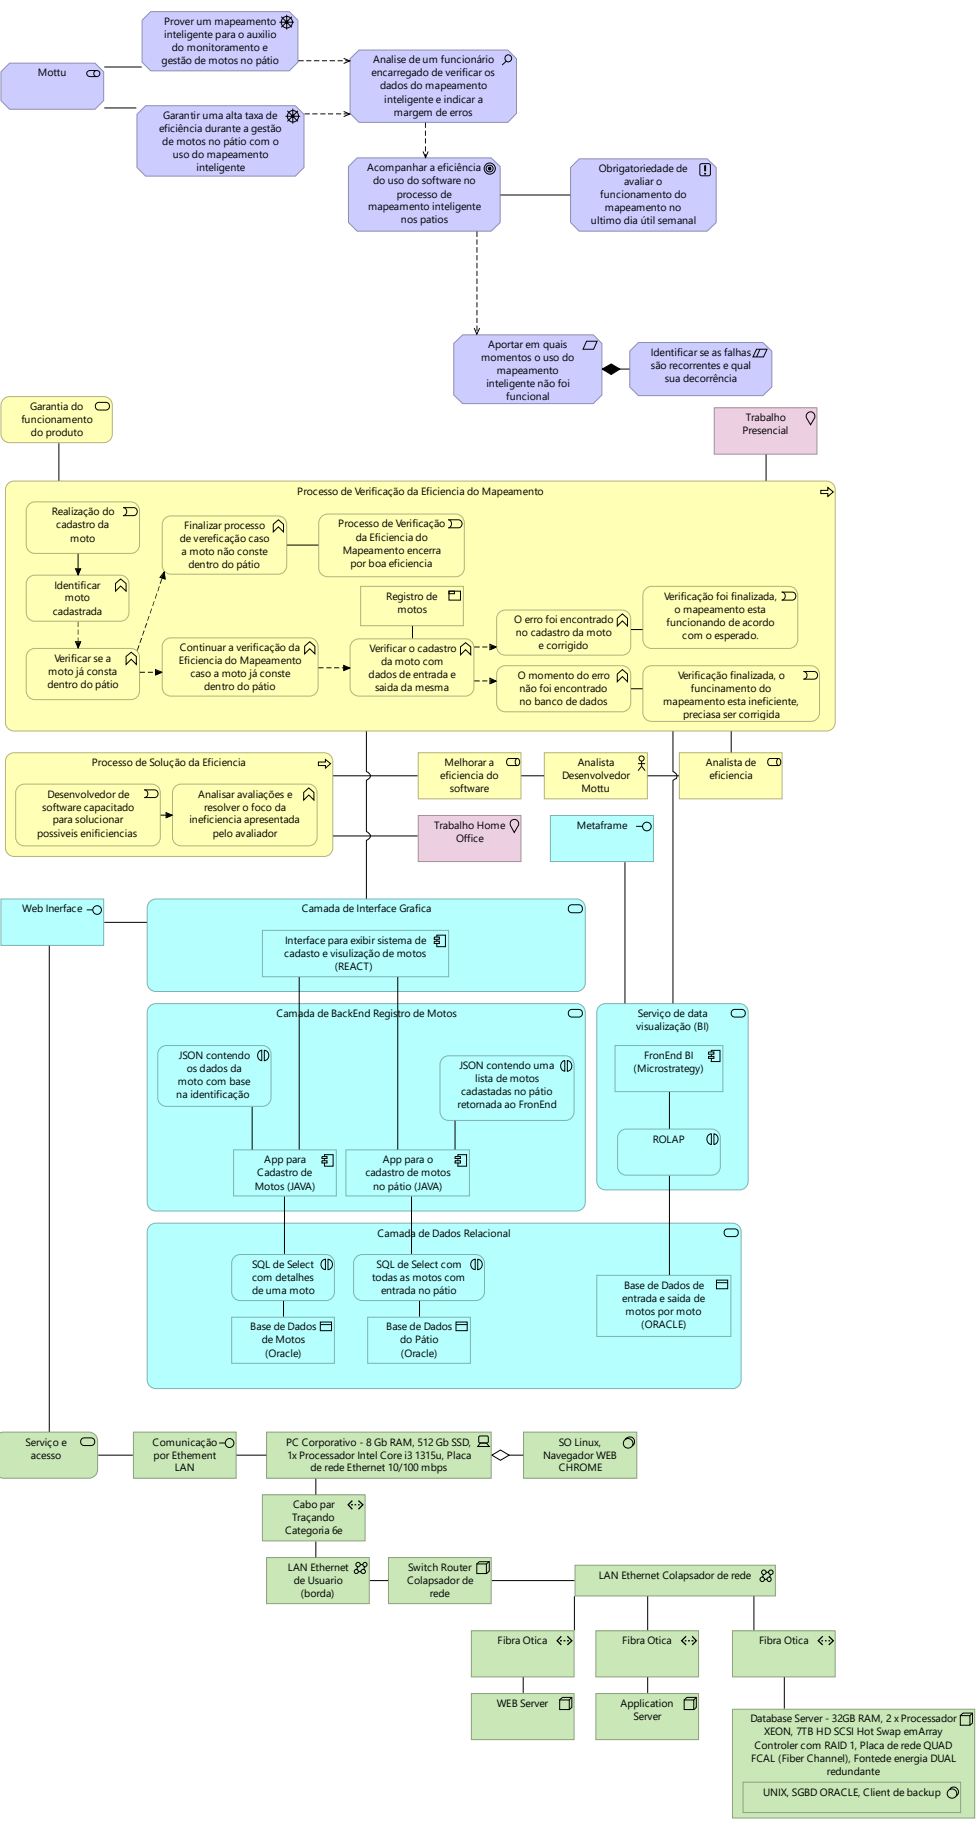 Prover um mapeamento
inteligente para o auxilio
do monitoramento e
gestão de motos no pátio
Mottu
Analise de um funcionário
encarregado de verificar os
dados do mapeamento
inteligente e indicar a
margem de erros
Garantir uma alta taxa de
eficiência durante a gestão
de motos no pátio com o
uso do mapeamento
inteligente
Acompanhar a eficiência
do uso do software no
processo de
mapeamento inteligente
nos patios
Obrigatoriedade de
avaliar o
funcionamento do
mapeamento no
ultimo dia útil semanal
Aportar em quais
momentos o uso do
mapeamento
inteligente não foi
funcional
Identificar se as falhas
são recorrentes e qual
sua decorrência
Garantia do
funcionamento
do produto
Trabalho
Presencial
Processo de Verificação da Eficiencia do Mapeamento
Realização do
cadastro da
moto
Finalizar processo
de vereficação caso
a moto não conste
dentro do pátio
Processo de Verificação
da Eficiencia do
Mapeamento encerra
por boa eficiencia
Identificar
moto
cadastrada
Registro de
motos
Verificação foi finalizada,
o mapeamento esta
funcionando de acordo
com o esperado.
O erro foi encontrado
no cadastro da moto
e corrigido
Verificar se a
moto já consta
dentro do pátio
Continuar a verificação da
Eficiencia do Mapeamento
caso a moto já conste
dentro do pátio
Verificar o cadastro
da moto com
dados de entrada e
saida da mesma
O momento do erro
não foi encontrado
no banco de dados
Verificação finalizada, o
funcinamento do
mapeamento esta ineficiente,
preciasa ser corrigida
Processo de Solução da Eficiencia
Desenvolvedor de
software capacitado
para solucionar
possiveis enificiencias
Analisar avaliações e
resolver o foco da
ineficiencia apresentada
pelo avaliador
Melhorar a
eficiencia do
software
Analista
Desenvolvedor
Mottu
Analista de
eficiencia
Trabalho Home
Office
Metaframe
Web Inerface
Camada de Interface Grafica
Interface para exibir sistema de
cadasto e visulização de motos
(REACT)
Camada de BackEnd Registro de Motos
JSON contendo
os dados da
moto com base
na identificação
JSON contendo uma
lista de motos
cadastadas no pátio
retornada ao FronEnd
App para
Cadastro de
Motos (JAVA)
App para o
cadastro de motos
no pátio (JAVA)
Serviço de data
visualização (BI)
FronEnd BI
(Microstrategy)
ROLAP
Camada de Dados Relacional
SQL de Select
com detalhes
de uma moto
SQL de Select com
todas as motos com
entrada no pátio
Base de Dados de
entrada e saida de
motos por moto
(ORACLE)
Base de Dados
de Motos
(Oracle)
Base de Dados
do Pátio
(Oracle)
Serviço e
acesso
Comunicação
por Ethement
LAN
PC Corporativo - 8 Gb RAM, 512 Gb SSD,
1x Processador Intel Core i3 1315u, Placa
de rede Ethernet 10/100 mbps
SO Linux,
Navegador WEB
CHROME
Cabo par
Traçando
Categoria 6e
LAN Ethernet
de Usuario
(borda)
Switch Router
Colapsador de
rede
LAN Ethernet Colapsador de rede
Fibra Otica
Fibra Otica
Fibra Otica
WEB Server
Application
Server
Database Server - 32GB RAM, 2 x Processador
XEON, 7TB HD SCSI Hot Swap emArray
Controler com RAID 1, Placa de rede QUAD
FCAL (Fiber Channel), Fontede energia DUAL
redundante
UNIX, SGBD ORACLE, Client de backup